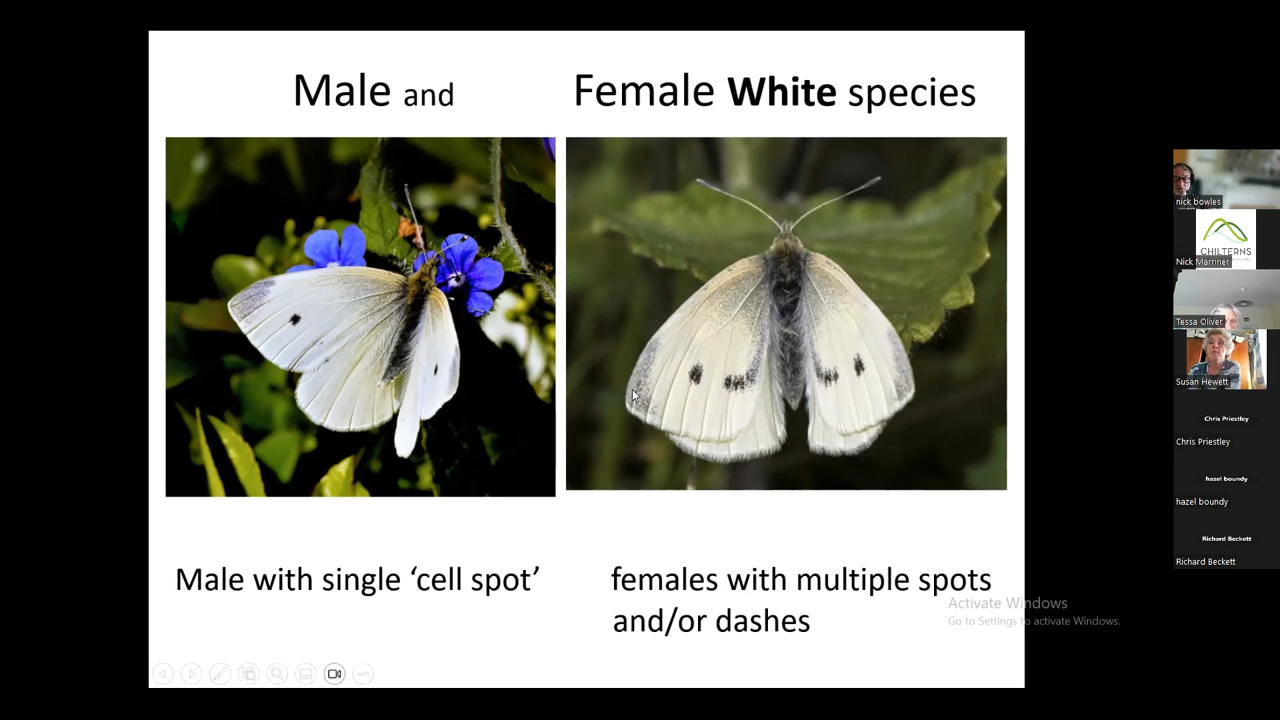 Male and
Female White species
Male with single ‘cell spot’
females with multiple spots
and/or dashes
Activate Windows
Go to Settings to activate Windows.
nick bowles
CHILTERNS
Nick Marriner
Tessa Oliver
Susan Hewett
Chris Priestley
Chris Priestley
hazel boundy
hazel boundy
Richard Beckett
Richard Beckett